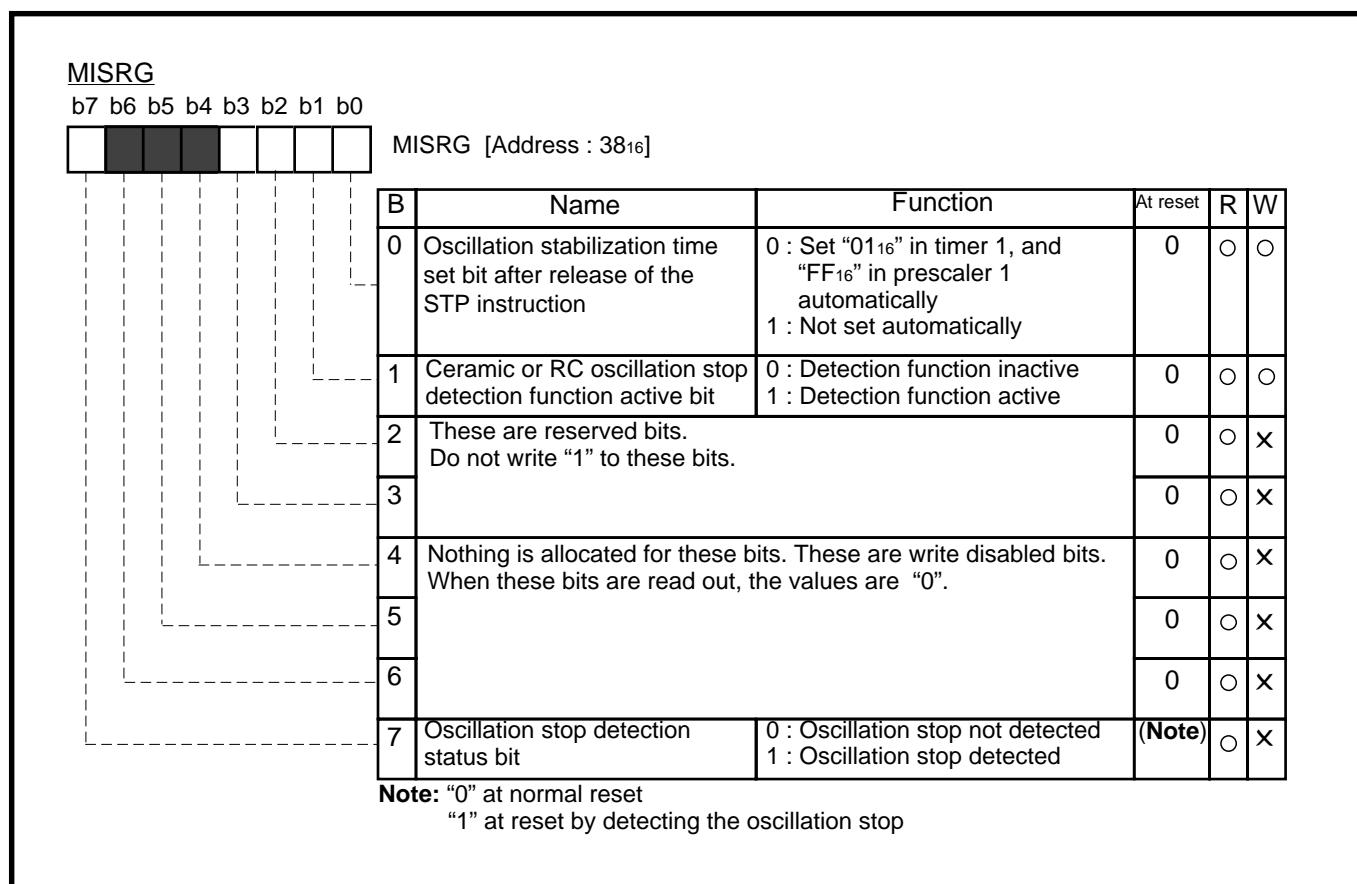 MISRG
b7 b6 b5 b4 b3 b2 b1 b0
MISRG [Address : 3816]
B Name Function At reset R W
0 Oscillation stabilization time 0 : Set “0116” in timer 1, and 0 ○ ○
set bit after release of the “FF16” in prescaler 1
STP instruction automatically
1 : Not set automatically
1 Ceramic or RC oscillation stop 0 : Detection function inactive 0 ○ ○
detection function active bit 1 : Detection function active
2 These are reserved bits. 0 ○ ×
Do not write “1” to these bits.
3 0 ○ ×
4 Nothing is allocated for these bits. These are write disabled bits. 0 ○ ×
When these bits are read out, the values are “0”.
5 0 ○ ×
6 0 ○ ×
7 Oscillation stop detection 0 : Oscillation stop not detected (Note) ○ ×
status bit 1 : Oscillation stop detected
Note: “0” at normal reset
“1” at reset by detecting the oscillation stop